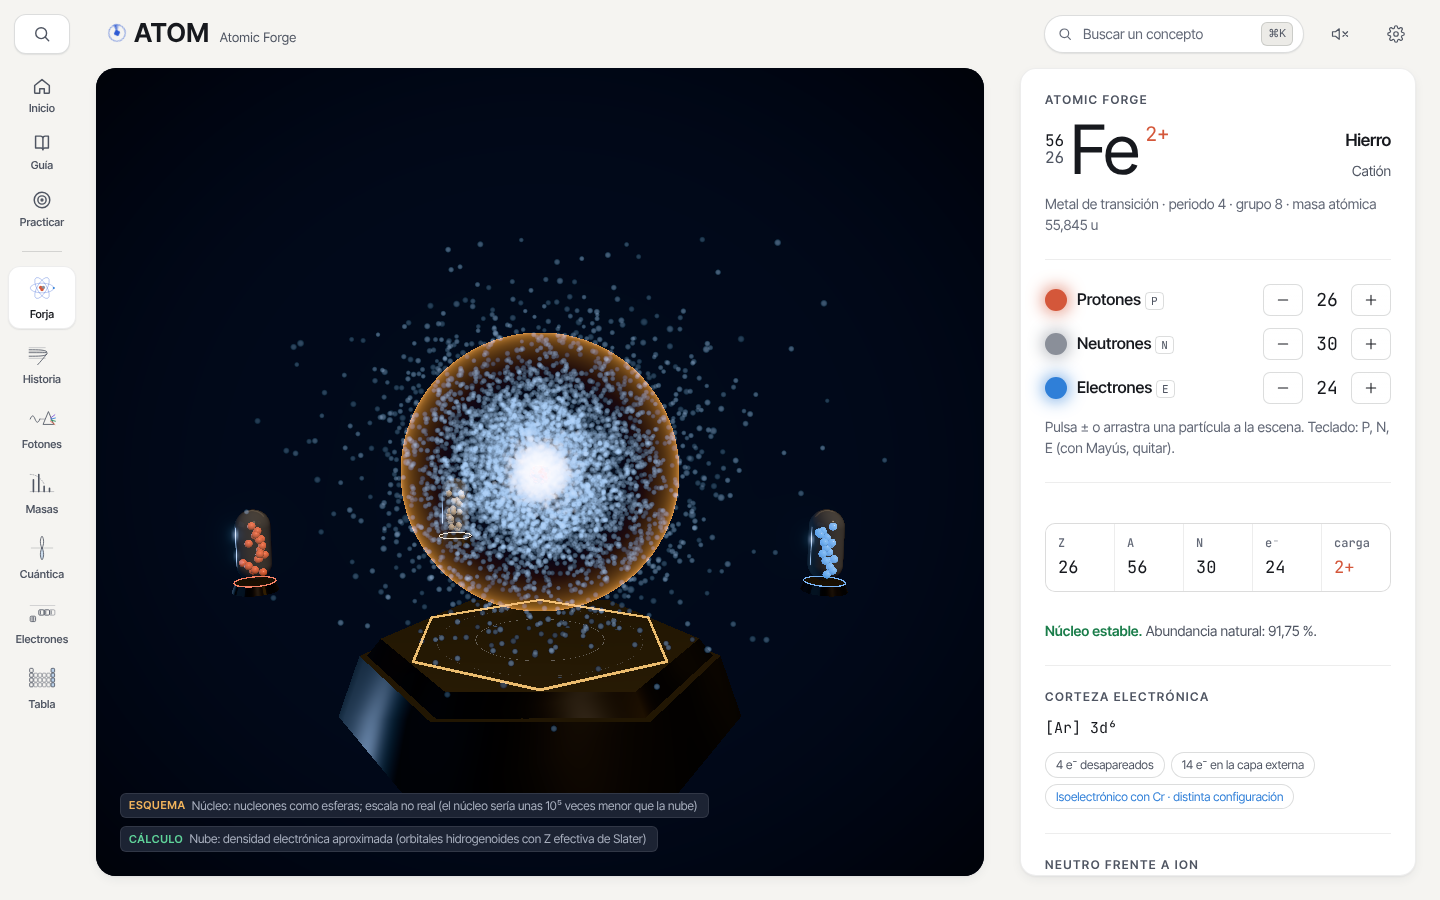 ATOM Atomic Forge
Buscar un concepto ⌘K
Inicio
Guía
Practicar
Forja
Historia
Fotones
Masas
Cuántica
Electrones
Tabla
ESQUEMA Núcleo: nucleones como esferas; escala no real (el núcleo sería unas 10⁵ veces menor que la nube)
CÁLCULO Nube: densidad electrónica aproximada (orbitales hidrogenoides con Z efectiva de Slater)
ATOMIC FORGE
56
26
Fe 2+
Hierro
Catión
Metal de transición · periodo 4 · grupo 8 · masa atómica
55,845 u
Protones P − 26 +
Neutrones N − 30 +
Electrones E − 24 +
Pulsa ± o arrastra una partícula a la escena. Teclado: P, N,
E (con Mayús, quitar).
Z A N e⁻ carga
26 56 30 24 2+
Núcleo estable. Abundancia natural: 91,75 %.
CORTEZA ELECTRÓNICA
[Ar] 3d⁶
4 e⁻ desapareados 14 e⁻ en la capa externa
Isoelectrónico con Cr · distinta configuración
NEUTRO FRENTE A ION